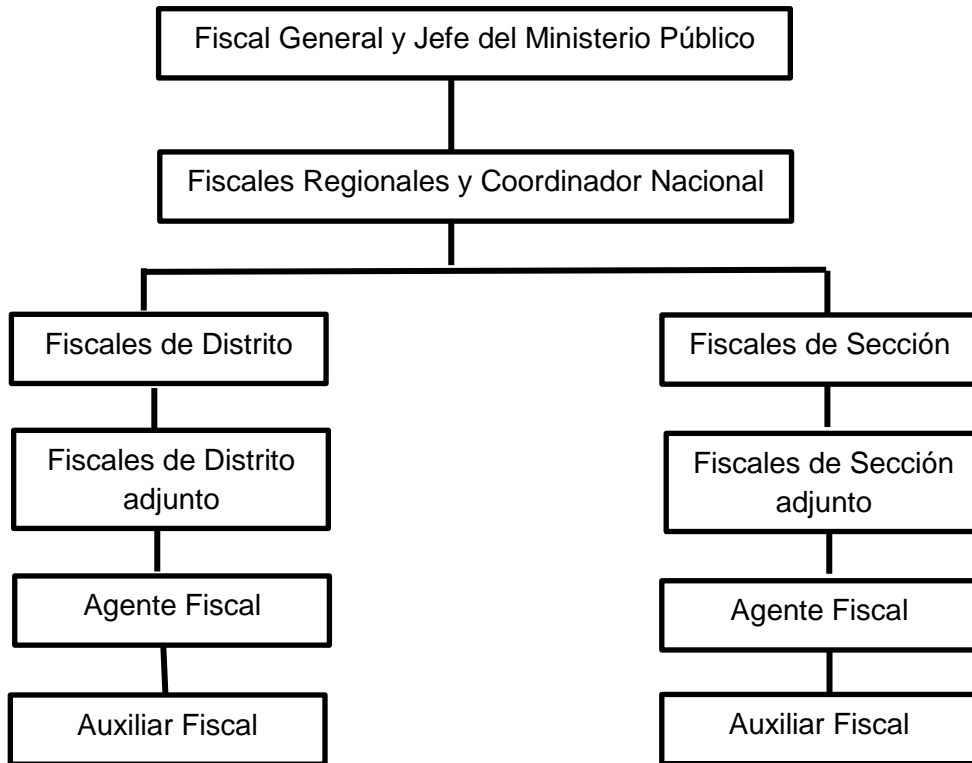 Fiscal General y Jefe del Ministerio Público
Fiscales Regionales y Coordinador Nacional
Fiscales de Distrito
Fiscales de Distrito
adjunto
Agente Fiscal
Auxiliar Fiscal
Fiscales de Sección
Fiscales de Sección
adjunto
Agente Fiscal
Auxiliar Fiscal